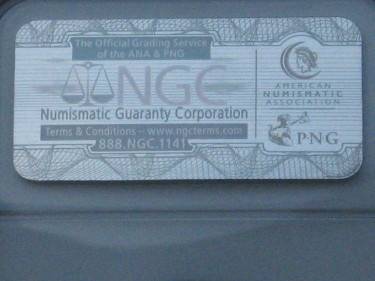 The Official Grading Service
of the ANA & PNG
NGC
Numismatic Guaranty Corporation
Terms & Conditions — www.ngcterms.com
888.NGC.1141
AMERICAN
NUMISMATIC
ASSOCIATION
PNG